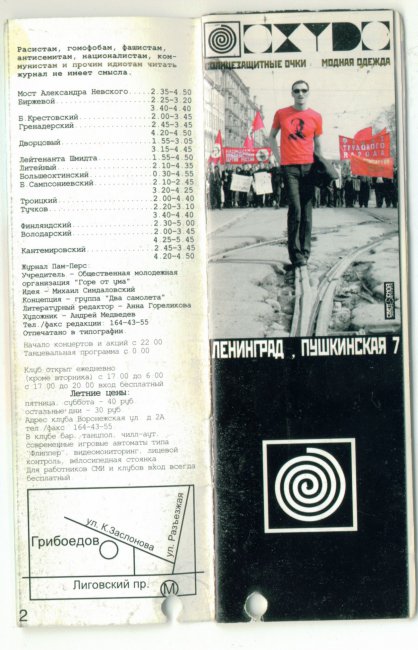 Расистам, гомофобам, фашистам,
антисемитам, националистам, ком-
мунистам и прочим идиотам читать
журнал не имеет смысла.
Мост Александра Невского.....2.35-4.50
Биржевой.....2.25-3.20
3.40-4.40
Б.Крестовский.....2.00-3.45
Гренадерский.....2.45-3.45
4.20-4.50
Дворцовый.....1.55-3.05
3.15-4.45
Лейтенанта Шмидта.....1.55-4.50
Литейный.....2.10-4.35
Большеохтинский.....0.30-4.55
Б.Сампсониевский.....2.10-2.45
3.20-4.25
Троицкий.....2.00-4.40
Тучков.....2.20-3.10
3.40-4.40
Финляндский.....2.30-5.00
Володарский.....2.00-3.45
4.25-5.45
Кантемировский.....2.45-3.45
4.20-4.50
Журнал Пам-Перс:
Учредитель - Общественная молодежная
организация "Горе от ума"
Идея - Михаил Синдаловский
Концепция - группа "Два самолета"
Литературный редактор - Анна Гореликова
Художник - Андрей Медведев
Тел./факс редакции: 164-43-55
Отпечатано в типографии
Начало концертов и акций с 22.00
Танцевальная программа с 0.00
Клуб открыт ежедневно
(кроме вторника) с 17.00 до 6.00
с 17.00 до 20.00 вход бесплатный
Летние цены:
пятница, суббота - 40 руб
остальные дни - 30 руб.
Адрес клуба Воронежская ул. д 2А
тел./факс 164-43-55
В клубе бар, танцпол, чилл-аут,
современные игровые автоматы типа
"Флиппер", видеомониторинг, лицевой
контроль, велосипедная стоянка
Для работников СМИ и клубов вход всегда
бесплатный
ул. К.Заслонова
ул. Разъезжая
Грибоедов
Лиговский пр.
М
2
OXYDO
СОЛНЦЕЗАЩИТНЫЕ ОЧКИ МОДНАЯ ОДЕЖДА
ТРУДОВОГО
НАРОДА
ЛЕНИНГРАД , ПУШКИНСКАЯ 7